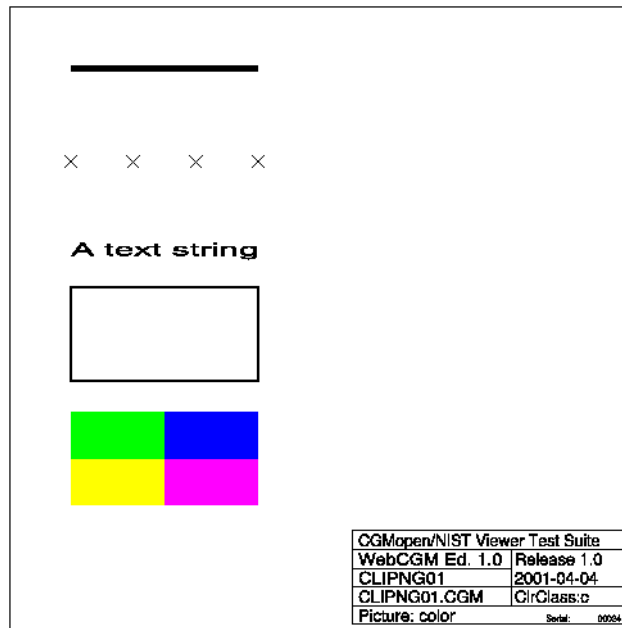 A text string
CGMopen/NIST Viewer Test Suite
WebCGM Ed. 1.0 Release 1.0
CLIPNG01 2001-04-04
CLIPNG01.CGM ClrClass:c
Picture: color Serial: